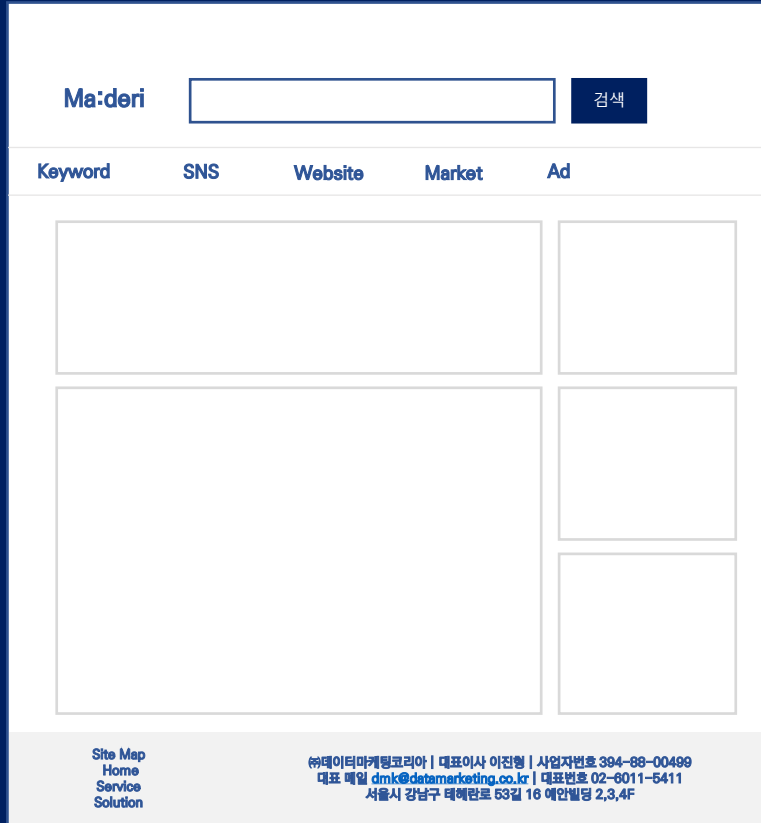 Ma:deri
검색
Keyword SNS Website Market Ad
Site Map
Home
Service
Solution
㈜데이터마케팅코리아 | 대표이사 이진형 | 사업자번호 394-88-00499
대표 메일 dmk@datamarketing.co.kr | 대표번호 02-6011-5411
서울시 강남구 테헤란로 53길 16 예안빌딩 2,3,4F